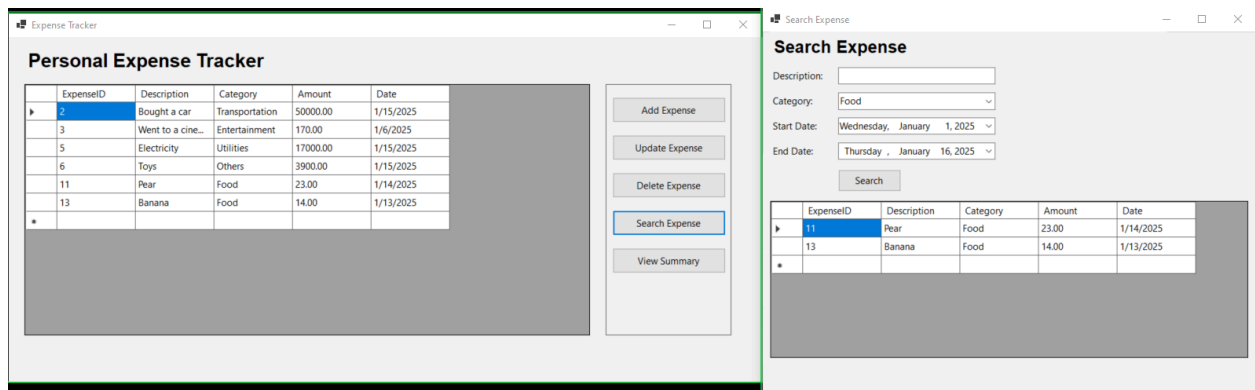 Expense Tracker
Personal Expense Tracker
ExpenseID Description Category Amount Date
2 Bought a car Transportation 50000.00 1/15/2025
3 Went to a cine... Entertainment 170.00 1/6/2025
5 Electricity Utilities 17000.00 1/15/2025
6 Toys Others 3900.00 1/15/2025
11 Pear Food 23.00 1/14/2025
13 Banana Food 14.00 1/13/2025
Add Expense
Update Expense
Delete Expense
Search Expense
View Summary
Search Expense
Search Expense
Description:
Category: Food
Start Date: Wednesday, January 1, 2025
End Date: Thursday , January 16, 2025
Search
ExpenseID Description Category Amount Date
11 Pear Food 23.00 1/14/2025
13 Banana Food 14.00 1/13/2025